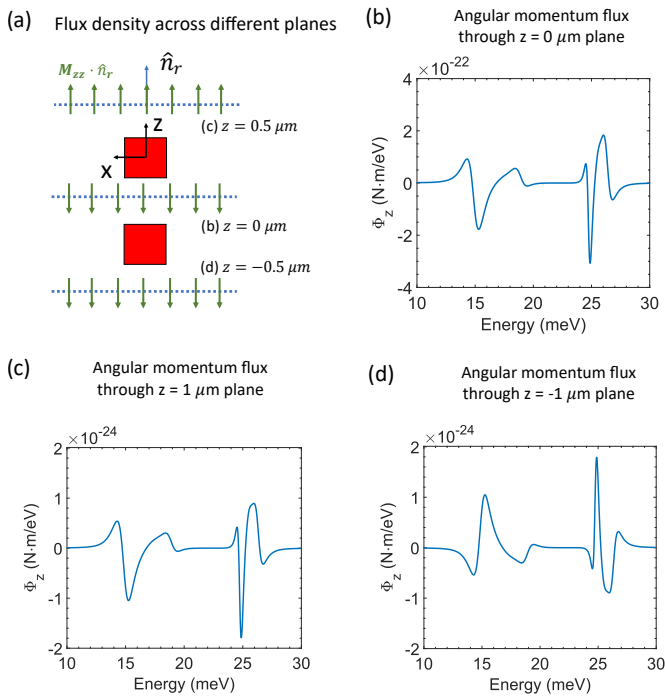 (a) Flux density across different planes
M_zz · n̂_r
n̂_r
(c) z = 0.5 μm
Z
X
(b) z = 0 μm
(d) z = −0.5 μm
(b) Angular momentum flux
through z = 0 μm plane
×10⁻²²
4
2
0
-2
-4
Φ_z (N·m/eV)
10 15 20 25 30
Energy (meV)
(c) Angular momentum flux
through z = 1 μm plane
×10⁻²⁴
2
1
0
-1
-2
Φ_z (N·m/eV)
10 15 20 25 30
Energy (meV)
(d) Angular momentum flux
through z = -1 μm plane
×10⁻²⁴
2
1
0
-1
-2
Φ_z (N·m/eV)
10 15 20 25 30
Energy (meV)